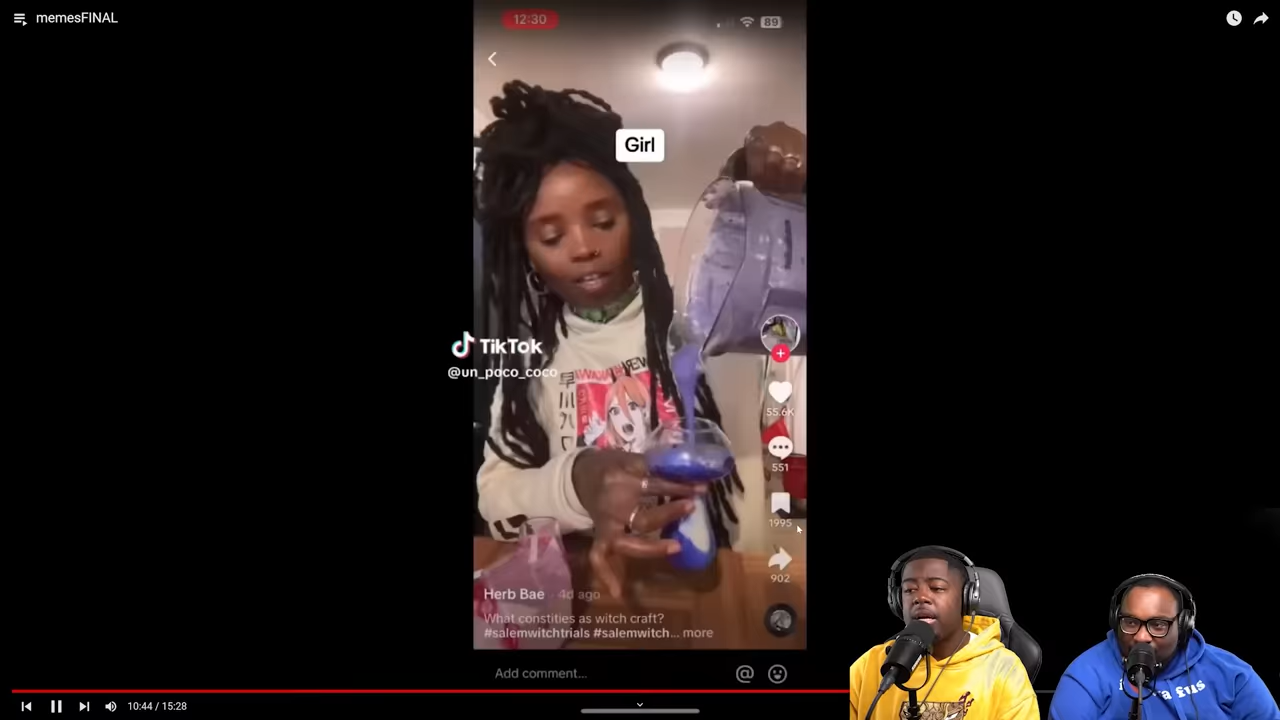 memesFINAL
12:30
89
Girl
TikTok
@un_poco_coco
55.6K
551
1995
902
Herb Bae · 4d ago
What constities as witch craft?
#salemwitchtrials #salemwitch... more
Add comment...
@
10:44 / 15:28